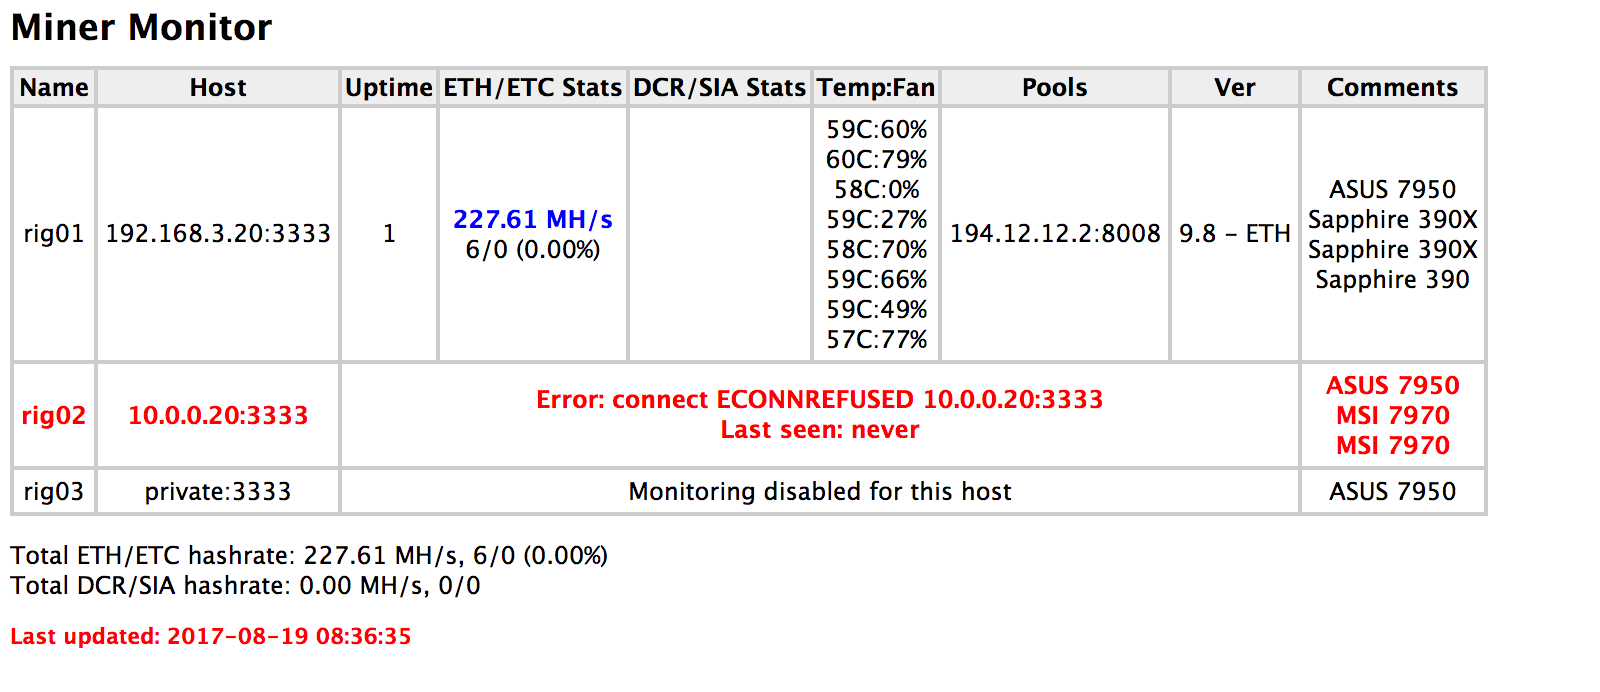 Miner Monitor
Name Host Uptime ETH/ETC Stats DCR/SIA Stats Temp:Fan Pools Ver Comments
rig01 192.168.3.20:3333 1
227.61 MH/s
6/0 (0.00%)
59C:60%
60C:79%
58C:0%
59C:27%
58C:70%
59C:66%
59C:49%
57C:77%
194.12.12.2:8008 9.8 - ETH
ASUS 7950
Sapphire 390X
Sapphire 390X
Sapphire 390
rig02 10.0.0.20:3333
Error: connect ECONNREFUSED 10.0.0.20:3333
Last seen: never
ASUS 7950
MSI 7970
MSI 7970
rig03 private:3333 Monitoring disabled for this host ASUS 7950
Total ETH/ETC hashrate: 227.61 MH/s, 6/0 (0.00%)
Total DCR/SIA hashrate: 0.00 MH/s, 0/0
Last updated: 2017-08-19 08:36:35